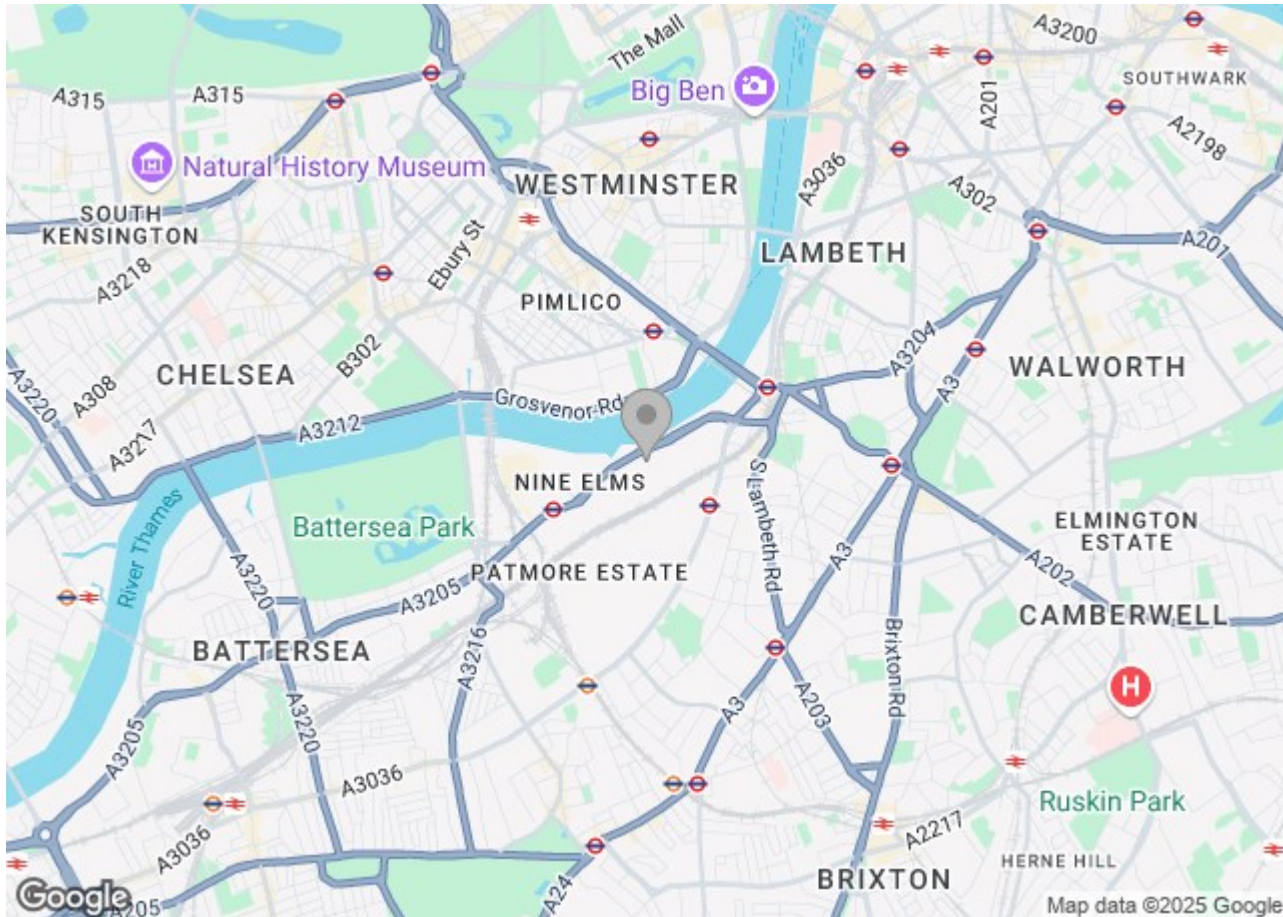 The Mall
A3200
A315
A315
Big Ben
A201
SOUTHWARK
A2198
Natural History Museum
WESTMINSTER
A3036
A302
SOUTH
KENSINGTON
Ebury St
LAMBETH
A201
A3218
PIMLICO
B302
A3204
CHELSEA
A308
A3220
Grosvenor Rd
A3
WALWORTH
A3212
A3217
NINE ELMS
S Lambeth Rd
River Thames
Battersea Park
ELMINGTON
ESTATE
A3220
PATMORE ESTATE
A3
A202
A3205
CAMBERWELL
BATTERSEA
A3216
Brixton Rd
H
A3220
A3
A203
A3205
A3036
Ruskin Park
A3036
A2217
HERNE HILL
BRIXTON
A24
A205
Google
Map data ©2025 Google